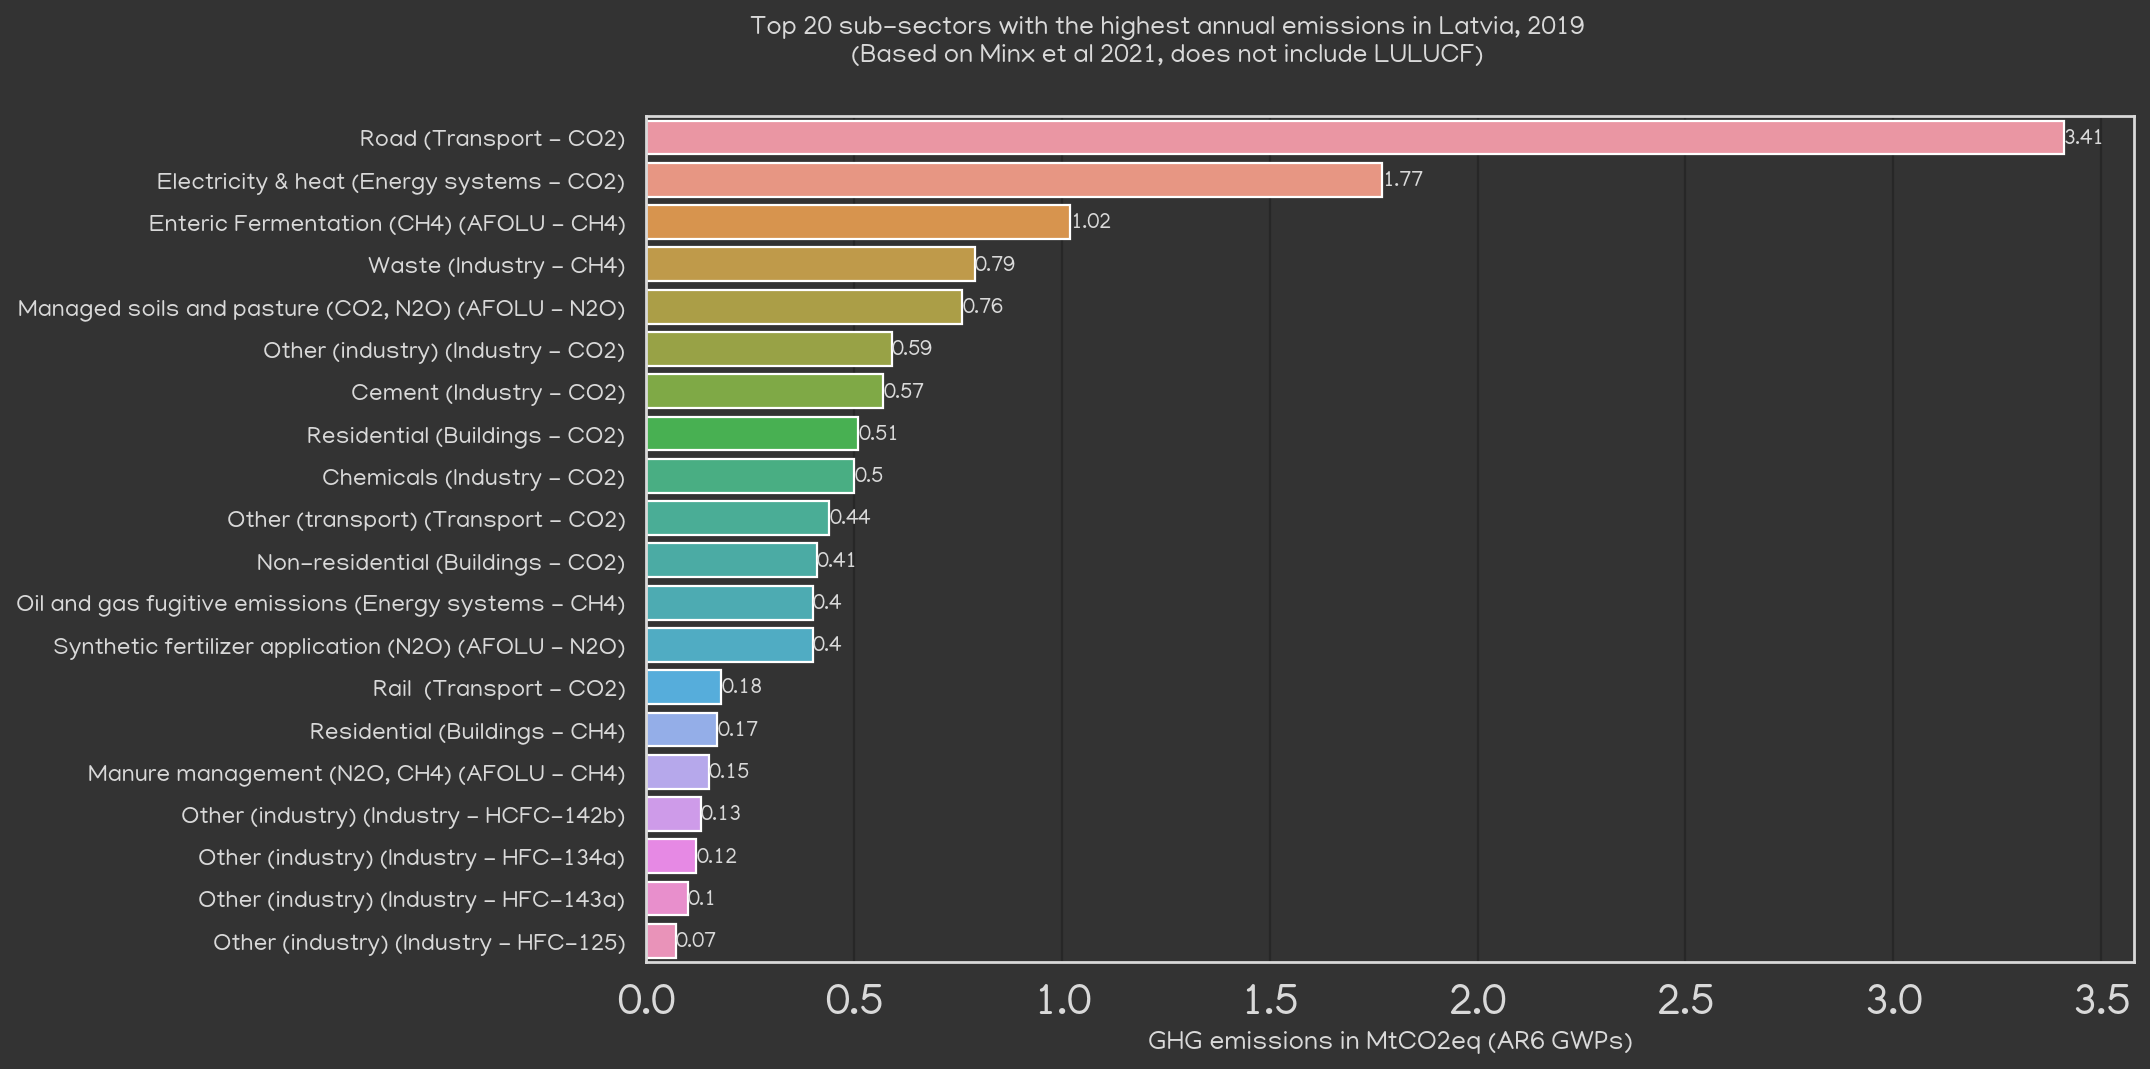 Top 20 sub-sectors with the highest annual emissions in Latvia, 2019
(Based on Minx et al 2021, does not include LULUCF)
Road (Transport - CO2) 3.41
Electricity & heat (Energy systems - CO2) 1.77
Enteric Fermentation (CH4) (AFOLU - CH4) 1.02
Waste (Industry - CH4) 0.79
Managed soils and pasture (CO2, N2O) (AFOLU - N2O) 0.76
Other (industry) (Industry - CO2) 0.59
Cement (Industry - CO2) 0.57
Residential (Buildings - CO2) 0.51
Chemicals (Industry - CO2) 0.5
Other (transport) (Transport - CO2) 0.44
Non-residential (Buildings - CO2) 0.41
Oil and gas fugitive emissions (Energy systems - CH4) 0.4
Synthetic fertilizer application (N2O) (AFOLU - N2O) 0.4
Rail  (Transport - CO2) 0.18
Residential (Buildings - CH4) 0.17
Manure management (N2O, CH4) (AFOLU - CH4) 0.15
Other (industry) (Industry - HCFC-142b) 0.13
Other (industry) (Industry - HFC-134a) 0.12
Other (industry) (Industry - HFC-143a) 0.1
Other (industry) (Industry - HFC-125) 0.07
0.0 0.5 1.0 1.5 2.0 2.5 3.0 3.5
GHG emissions in MtCO2eq (AR6 GWPs)